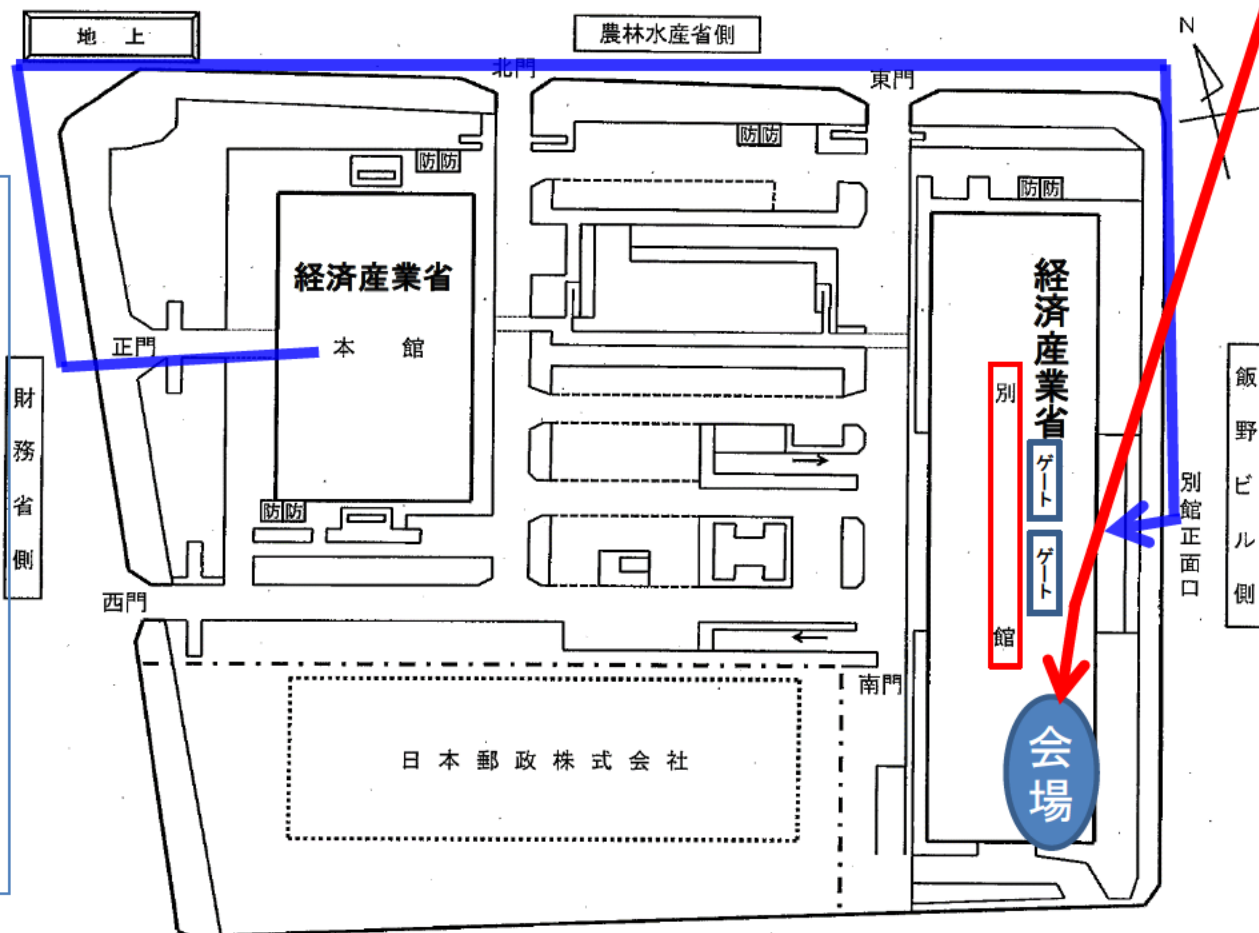 地 上
農林水産省側
N
北門
東門
防防
防防
防防
経済産業省
本 館
正門
財務省側
経済産業省
別館
ゲート
ゲート
飯野ビル側
別館正面口
防防
西門
南門
日本郵政株式会社
会場